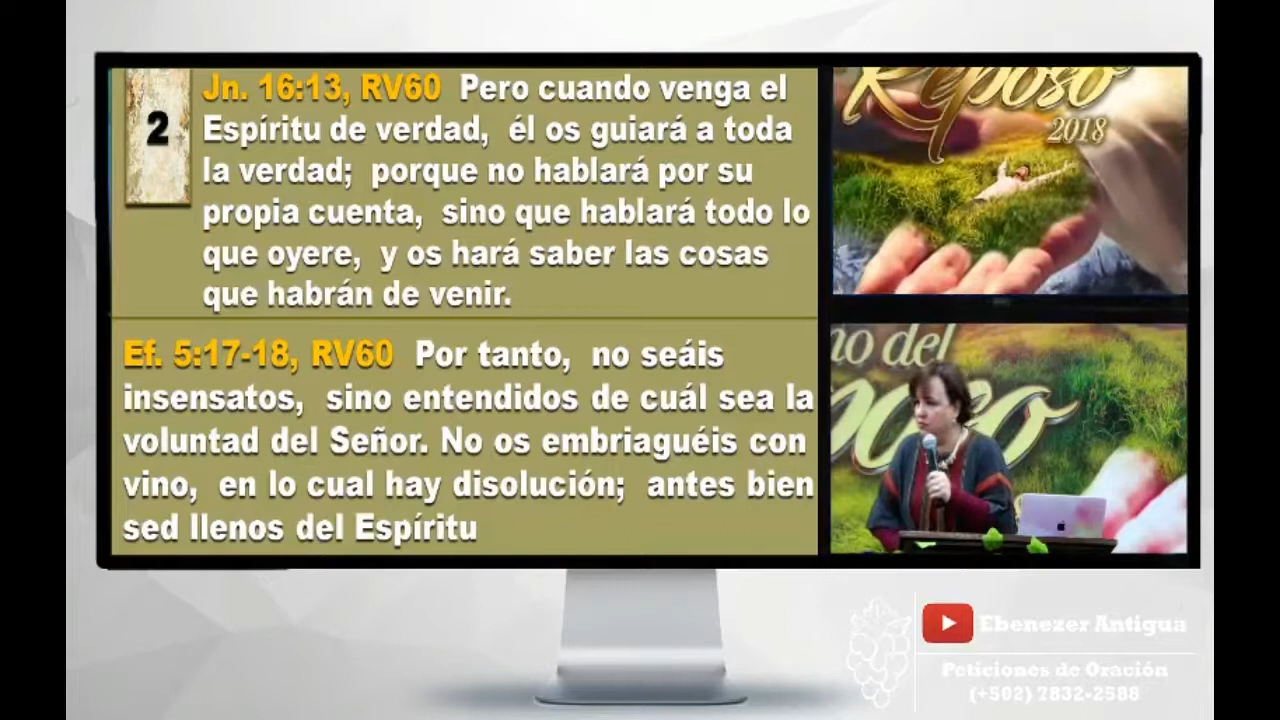 2
Jn. 16:13, RV60 Pero cuando venga el
Espíritu de verdad, él os guiará a toda
la verdad; porque no hablará por su
propia cuenta, sino que hablará todo lo
que oyere, y os hará saber las cosas
que habrán de venir.
Ef. 5:17-18, RV60 Por tanto, no seáis
insensatos, sino entendidos de cuál sea la
voluntad del Señor. No os embriaguéis con
vino, en lo cual hay disolución; antes bien
sed llenos del Espíritu
Reposo
2018
no del
poso
Ebenezer Antigua
Peticiones de Oración
(+502) 7832-2588